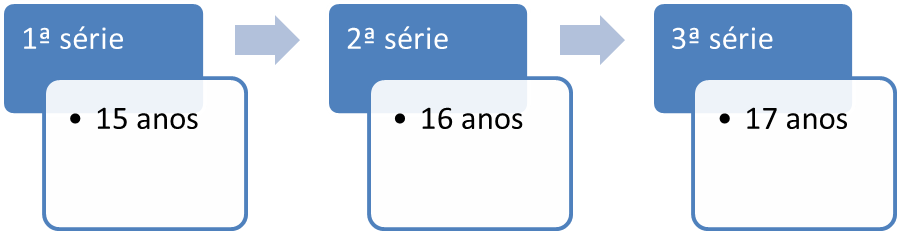 1ª série
• 15 anos
2ª série
• 16 anos
3ª série
• 17 anos